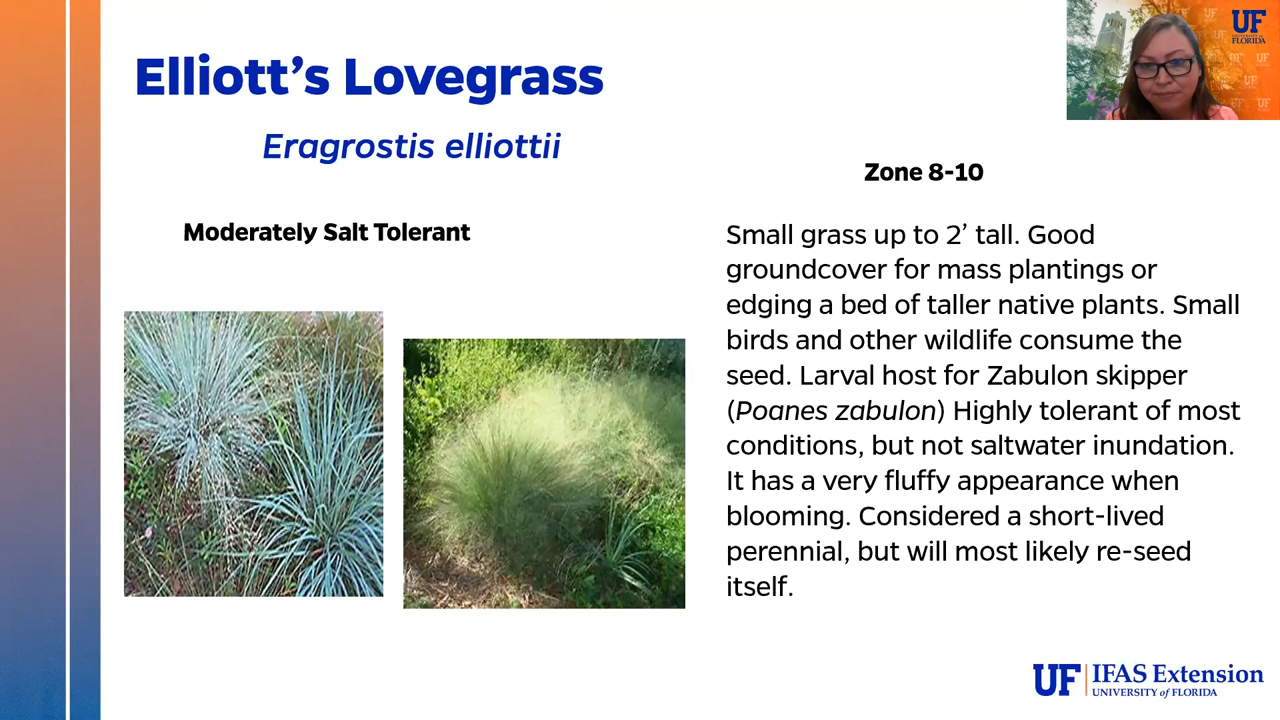 Elliott's Lovegrass
Eragrostis elliottii
Moderately Salt Tolerant
Zone 8-10
Small grass up to 2' tall. Good
groundcover for mass plantings or
edging a bed of taller native plants. Small
birds and other wildlife consume the
seed. Larval host for Zabulon skipper
(Poanes zabulon) Highly tolerant of most
conditions, but not saltwater inundation.
It has a very fluffy appearance when
blooming. Considered a short-lived
perennial, but will most likely re-seed
itself.
UF
UNIVERSITY of
FLORIDA
UF IFAS Extension
UNIVERSITY of FLORIDA